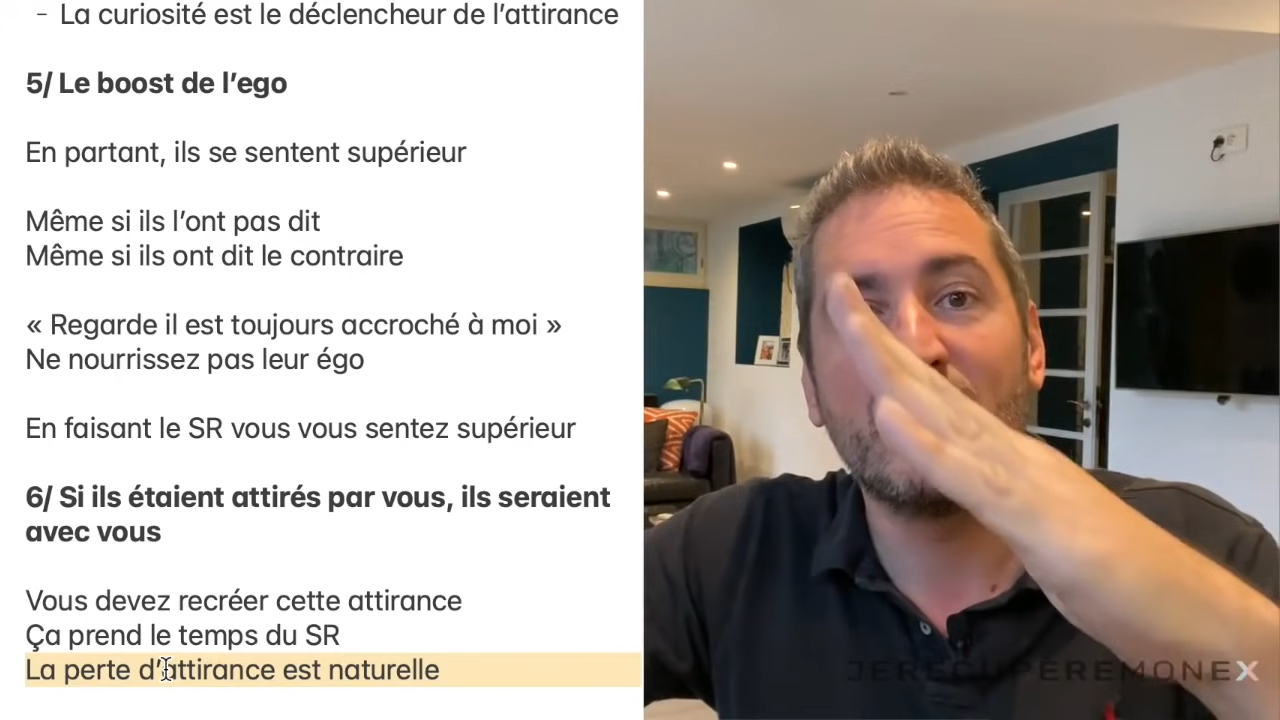 - La curiosité est le déclencheur de l'attirance
5/ Le boost de l'ego
En partant, ils se sentent supérieur
Même si ils l'ont pas dit
Même si ils ont dit le contraire
« Regarde il est toujours accroché à moi »
Ne nourrissez pas leur égo
En faisant le SR vous vous sentez supérieur
6/ Si ils étaient attirés par vous, ils seraient
avec vous
Vous devez recréer cette attirance
Ça prend le temps du SR
La perte d'attirance est naturelle
JERECUPEREMONEX